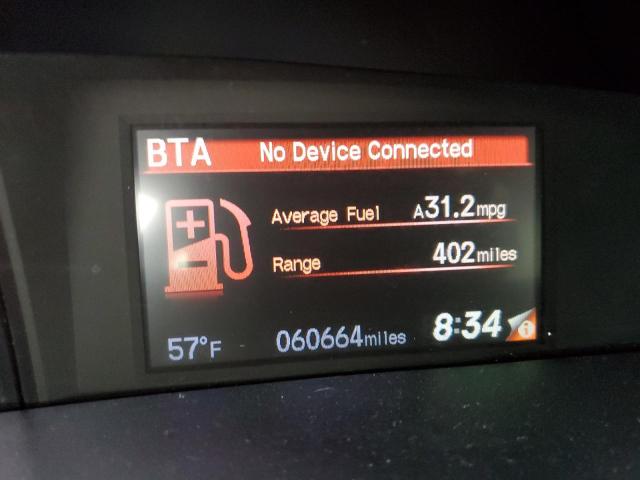 BTA No Device Connected
Average Fuel A31.2mpg
Range 402miles
57°F 060664miles 8:34 i